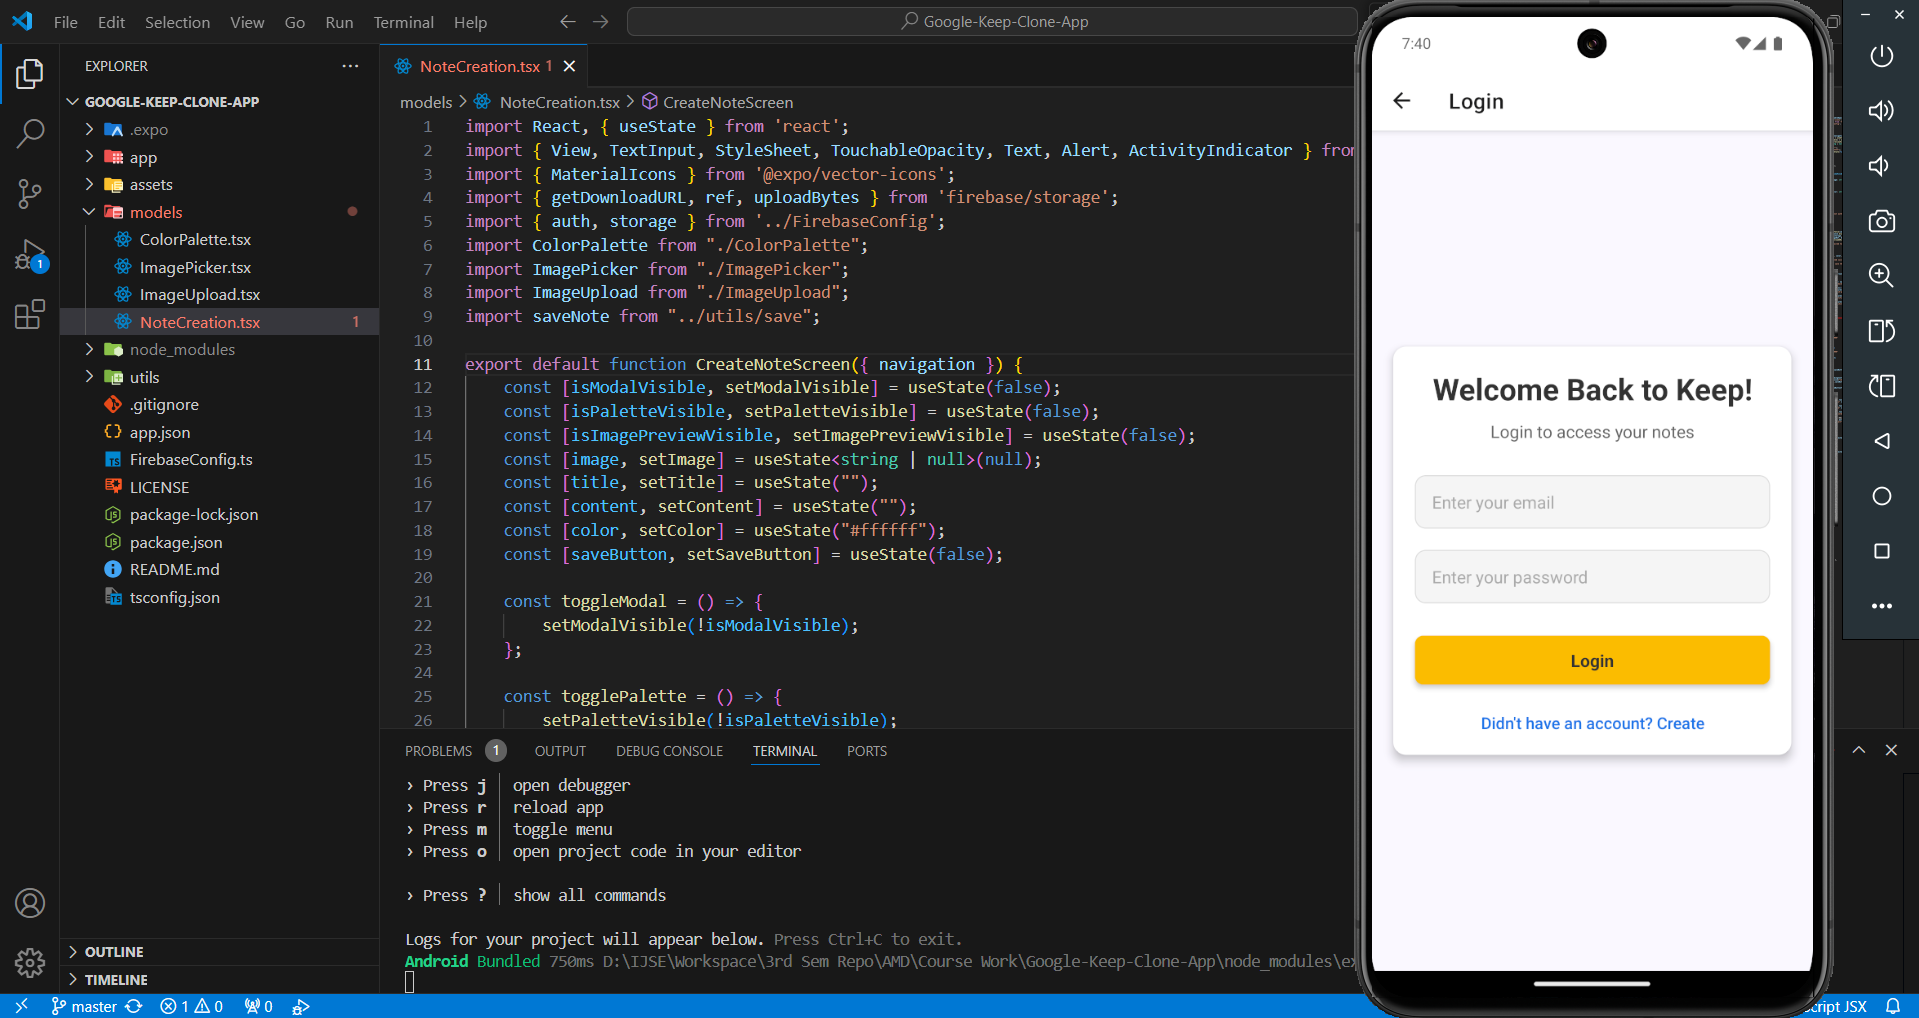 File Edit Selection View Go Run Terminal Help
Google-Keep-Clone-App
EXPLORER
GOOGLE-KEEP-CLONE-APP
.expo
app
assets
models
ColorPalette.tsx
ImagePicker.tsx
ImageUpload.tsx
NoteCreation.tsx 1
node_modules
utils
.gitignore
app.json
FirebaseConfig.ts
LICENSE
package-lock.json
package.json
README.md
tsconfig.json
OUTLINE
TIMELINE
NoteCreation.tsx 1
models > NoteCreation.tsx > CreateNoteScreen
1 import React, { useState } from 'react';
2 import { View, TextInput, StyleSheet, TouchableOpacity, Text, Alert, ActivityIndicator } from
3 import { MaterialIcons } from '@expo/vector-icons';
4 import { getDownloadURL, ref, uploadBytes } from 'firebase/storage';
5 import { auth, storage } from '../FirebaseConfig';
6 import ColorPalette from "./ColorPalette";
7 import ImagePicker from "./ImagePicker";
8 import ImageUpload from "./ImageUpload";
9 import saveNote from "../utils/save";
10
11 export default function CreateNoteScreen({ navigation }) {
12 const [isModalVisible, setModalVisible] = useState(false);
13 const [isPaletteVisible, setPaletteVisible] = useState(false);
14 const [isImagePreviewVisible, setImagePreviewVisible] = useState(false);
15 const [image, setImage] = useState<string | null>(null);
16 const [title, setTitle] = useState("");
17 const [content, setContent] = useState("");
18 const [color, setColor] = useState("#ffffff");
19 const [saveButton, setSaveButton] = useState(false);
20
21 const toggleModal = () => {
22 setModalVisible(!isModalVisible);
23 };
24
25 const togglePalette = () => {
26 setPaletteVisible(!isPaletteVisible);
PROBLEMS 1 OUTPUT DEBUG CONSOLE TERMINAL PORTS
› Press j │ open debugger
› Press r │ reload app
› Press m │ toggle menu
› Press o │ open project code in your editor
› Press ? │ show all commands
Logs for your project will appear below. Press Ctrl+C to exit.
Android Bundled 750ms D:\IJSE\Workspace\3rd Sem Repo\AMD\Course Work\Google-Keep-Clone-App\node_modules\ex
1
master 1 0 0
cript JSX
7:40
Login
Welcome Back to Keep!
Login to access your notes
Enter your email
Enter your password
Login
Didn't have an account? Create